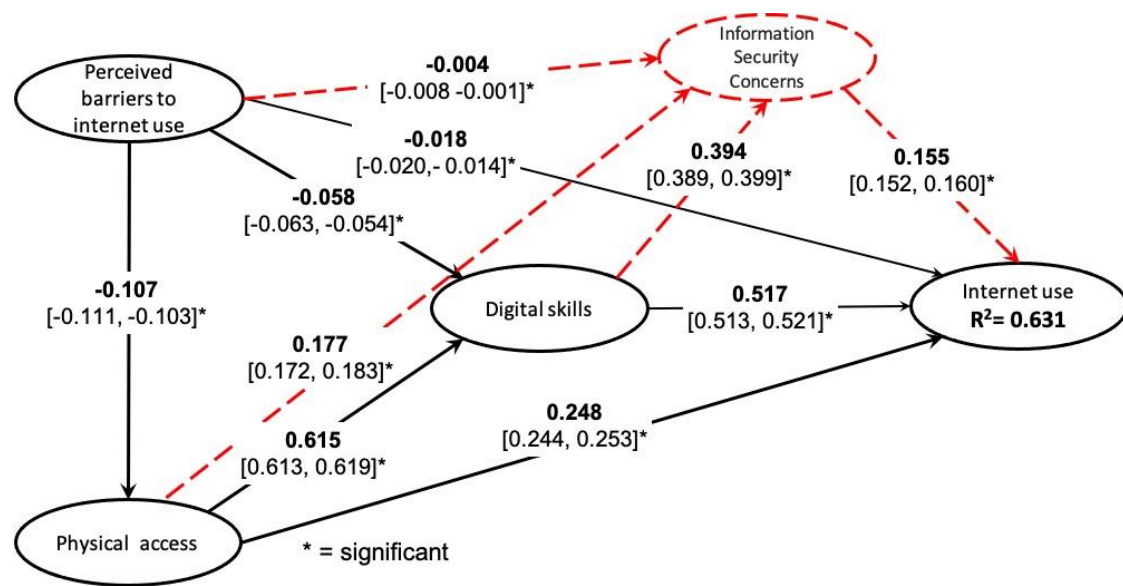 Information
Security
Concerns
Perceived
barriers to
internet use
-0.004
[-0.008 -0.001]*
-0.018
[-0.020,- 0.014]*
0.394
[0.389, 0.399]*
0.155
[0.152, 0.160]*
-0.058
[-0.063, -0.054]*
-0.107
[-0.111, -0.103]*
Digital skills
0.517
[0.513, 0.521]*
Internet use
R²= 0.631
0.177
[0.172, 0.183]*
0.248
[0.244, 0.253]*
0.615
[0.613, 0.619]*
Physical access
* = significant